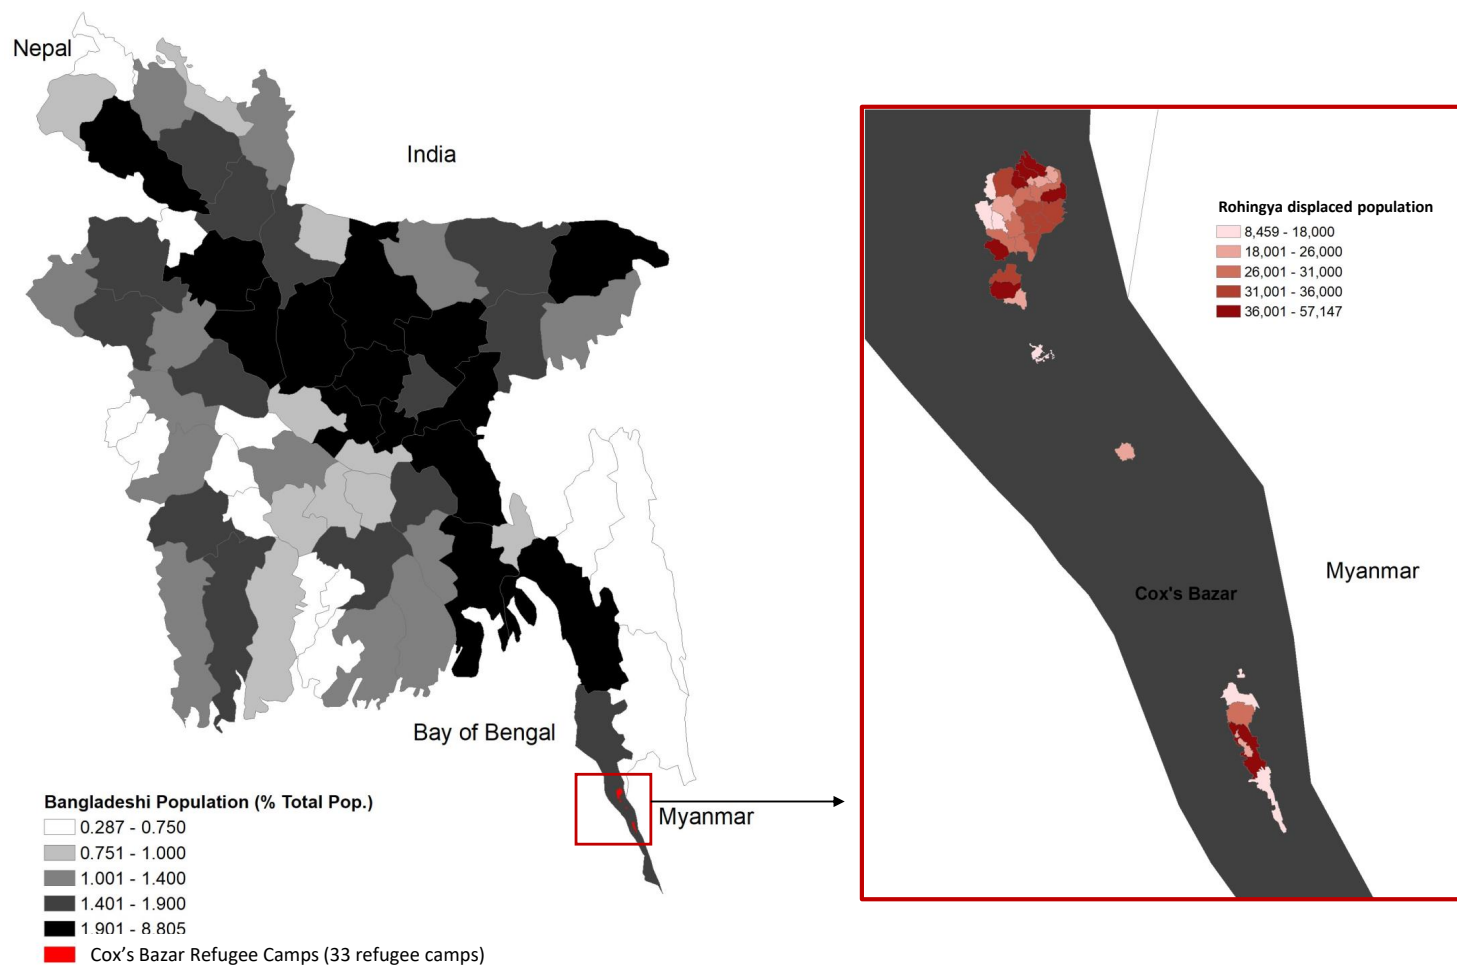 Nepal
India
Bay of Bengal
Myanmar
Bangladeshi Population (% Total Pop.)
0.287 - 0.750
0.751 - 1.000
1.001 - 1.400
1.401 - 1.900
1.901 - 8.805
Cox's Bazar Refugee Camps (33 refugee camps)
Rohingya displaced population
8,459 - 18,000
18,001 - 26,000
26,001 - 31,000
31,001 - 36,000
36,001 - 57,147
Myanmar
Cox's Bazar